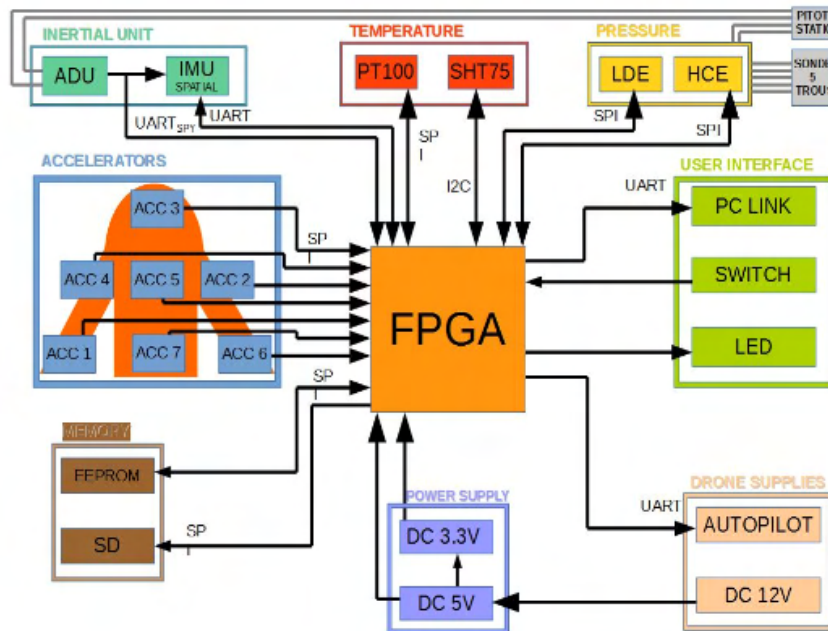 INERTIAL UNIT
TEMPERATURE
PRESSURE
PITOT
STATIC
ADU
IMU
SPATIAL
PT100
SHT75
LDE
HCE
SONDE
5
TROUS
UART SPY
UART
SP
I
I2C
SPI
SPI
ACCELERATORS
USER INTERFACE
ACC 3
ACC 4
ACC 5
ACC 2
ACC 1
ACC 7
ACC 6
SP
I
FPGA
UART
PC LINK
SWITCH
LED
MEMORY
EEPROM
SD
SP
I
SP
I
POWER SUPPLY
DC 3.3V
DC 5V
DRONE SUPPLIES
UART
AUTOPILOT
DC 12V